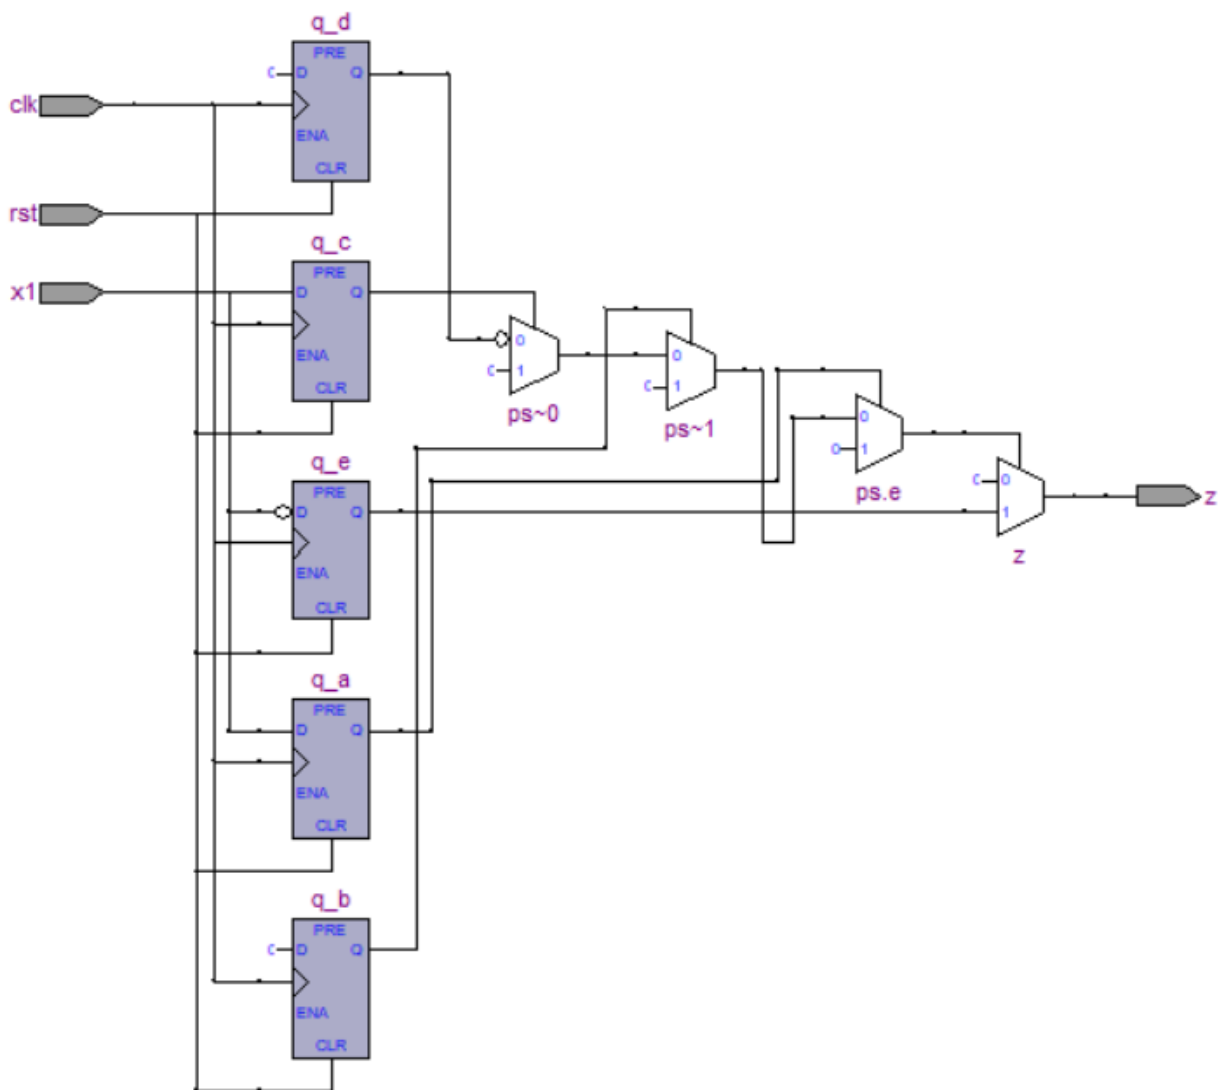 q_d
PRE
C D Q
clk
ENA
CLR
rst
q_c
PRE
x1
D Q
ENA
CLR
0
C 1
ps~0
0
C 1
ps~1
0
0 1
ps.e
C 0
1
z
z
q_e
PRE
D Q
ENA
CLR
q_a
PRE
D Q
ENA
CLR
q_b
PRE
C D Q
ENA
CLR